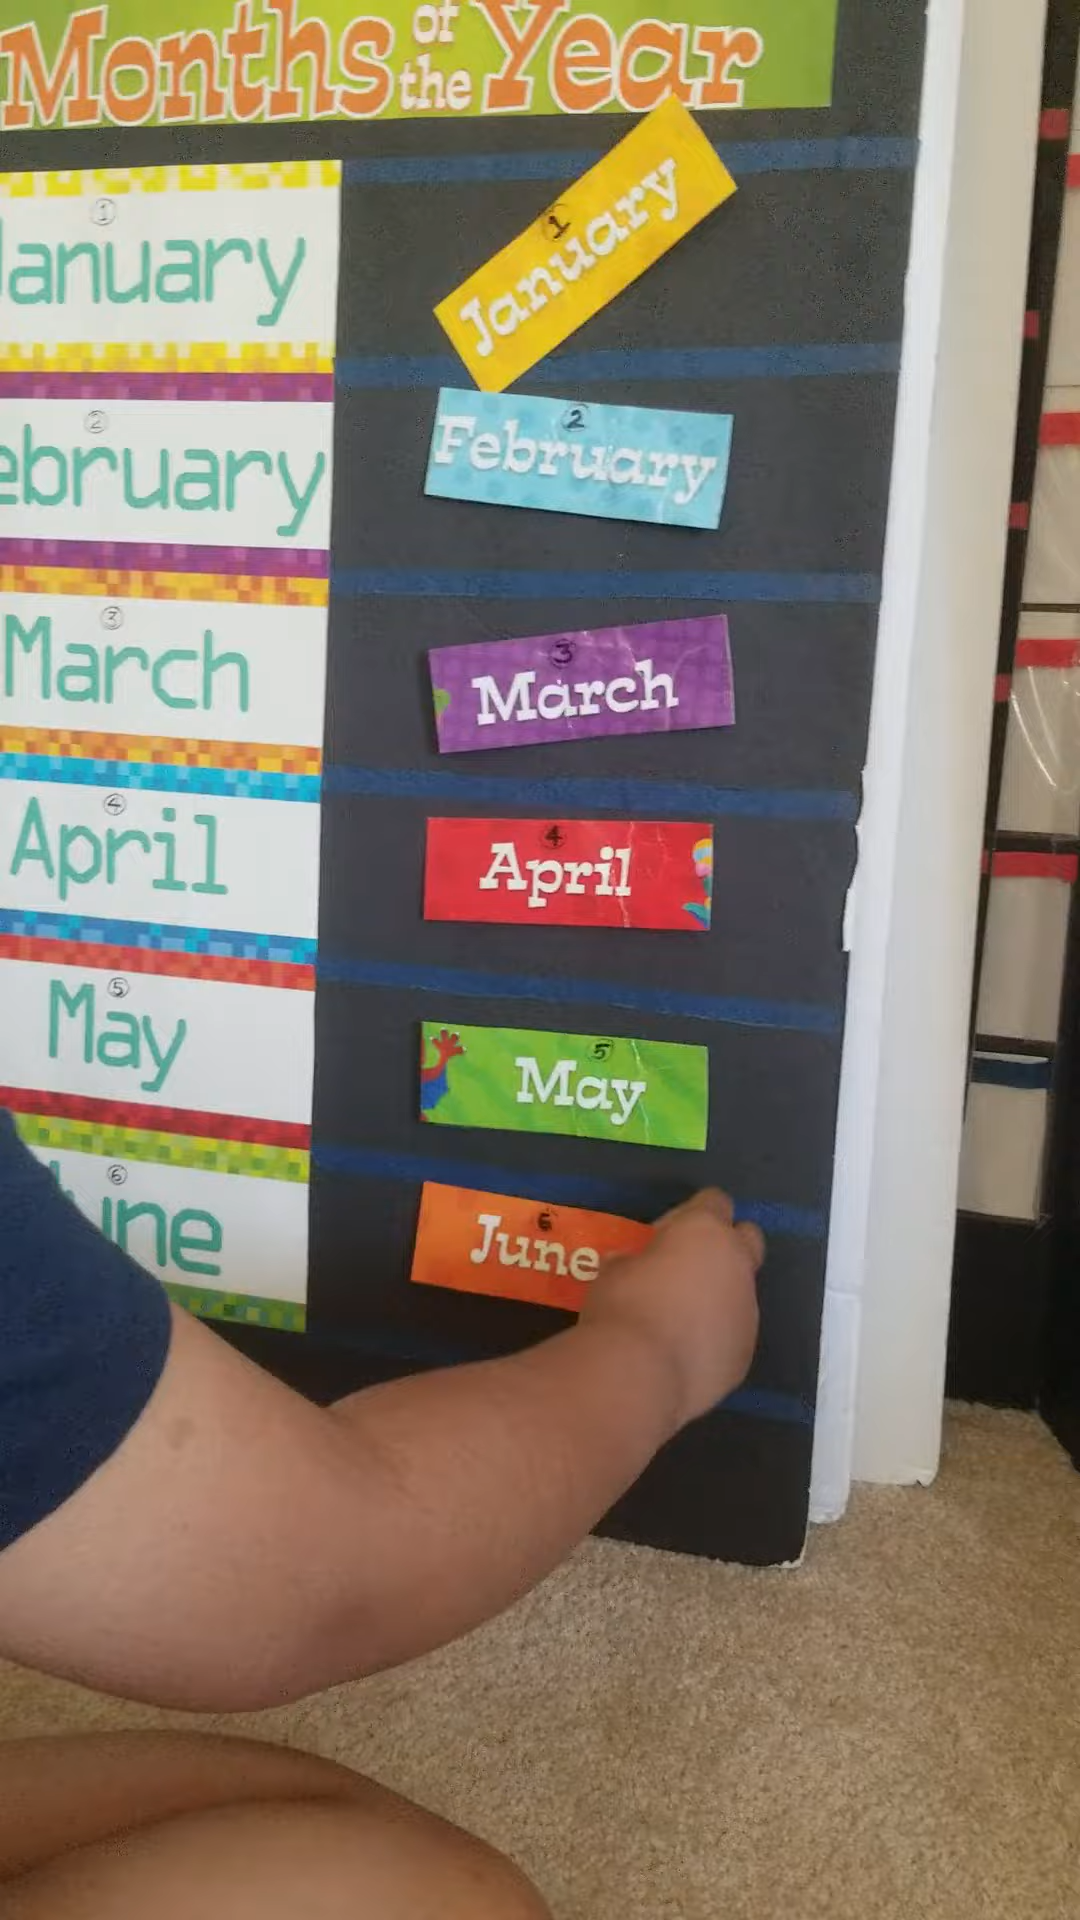 Months of the Year
①
January
1
January
②
February
2
February
③
March
3
March
④
April
4
April
⑤
May
5
May
⑥
June
6
June